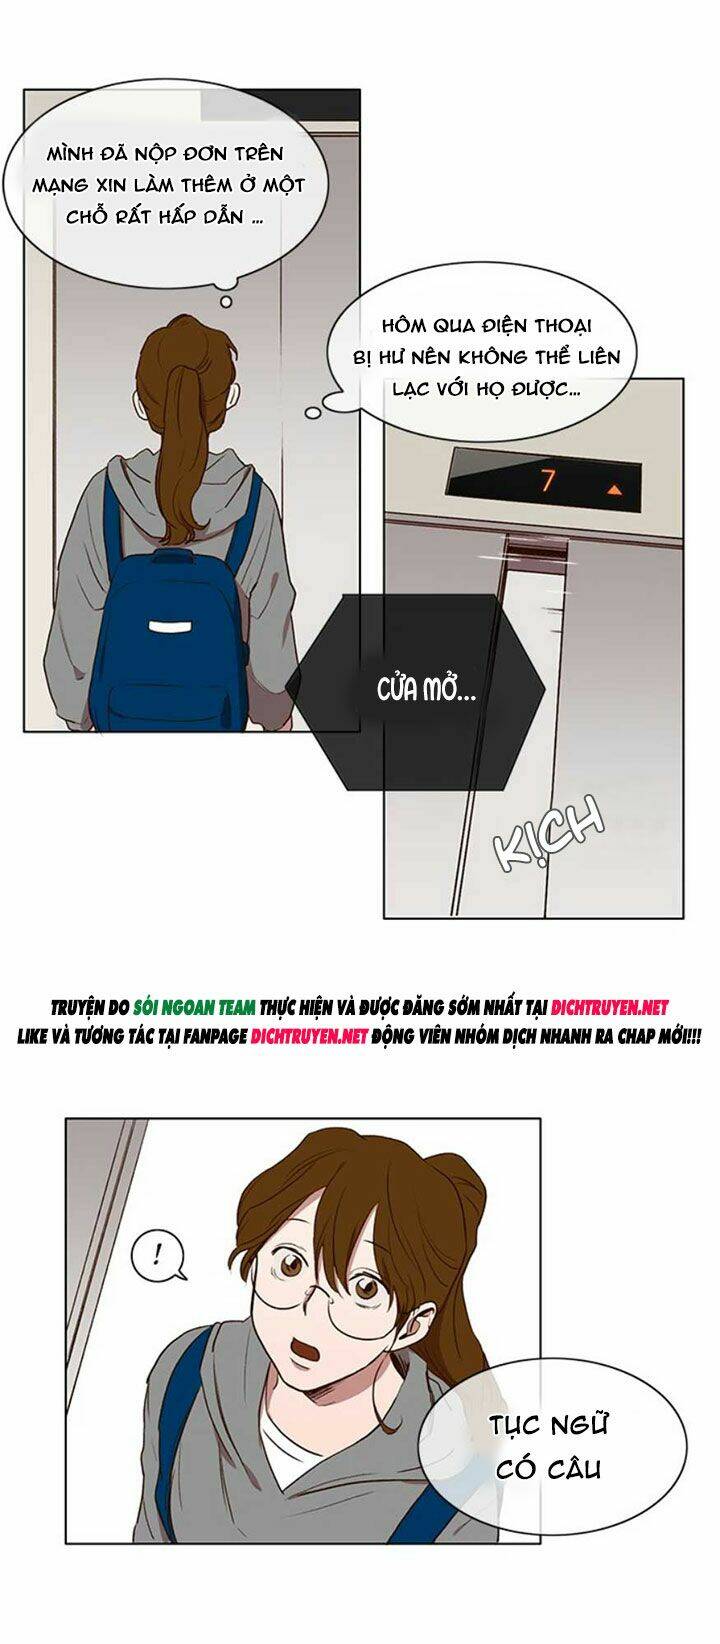 MÌNH ĐÃ NỘP ĐƠN TRÊN
MẠNG XIN LÀM THÊM Ở MỘT
CHỖ RẤT HẤP DẪN ...
HÔM QUA ĐIỆN THOẠI
BỊ HƯ NÊN KHÔNG THỂ LIÊN
LẠC VỚI HỌ ĐƯỢC...
7
CỬA MỞ...
KỊCH
TRUYỆN DO SÓI NGOAN TEAM THỰC HIỆN VÀ ĐƯỢC ĐĂNG SỚM NHẤT TẠI DICHTRUYEN.NET
LIKE VÀ TƯƠNG TÁC TẠI FANPAGE DICHTRUYEN.NET ĐỘNG VIÊN NHÓM DỊCH NHANH RA CHAP MỚI!!!
!
TỤC NGỮ
CÓ CÂU